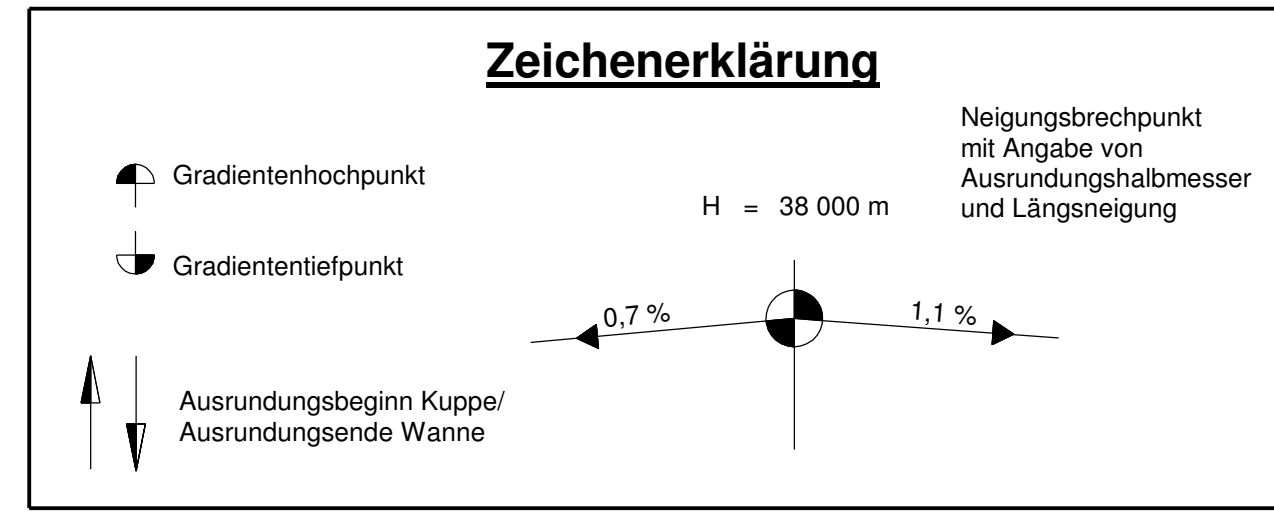 Zeichenerklärung
Gradientenhochpunkt
Gradiententiefpunkt
Ausrundungsbeginn Kuppe/
Ausrundungsende Wanne
H = 38 000 m
0,7 %
1,1 %
Neigungsbrechpunkt
mit Angabe von
Ausrundungshalbmesser
und Längsneigung